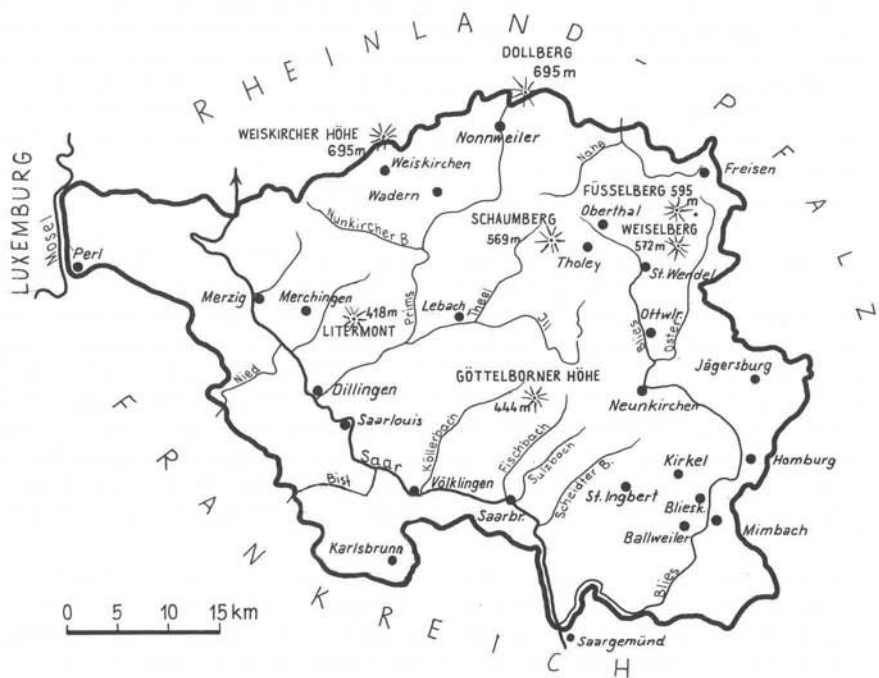 RHEINLAND-PFALZ
DOLLBERG
695m
WEISKIRCHER HÖHE
695m
Nonnweiler
Weiskirchen
Wadern
Nahe
Freisen
FÜSSELBERG 595
m
Oberthal
WEISELBERG
572m
SCHAUMBERG
569m
Tholey
St.Wendel
Nunkircher B.
LUXEMBURG
Mosel
Perl
Merzig
Merchingen
418m
LITERMONT
Prims
Lebach
Theel
Ill
Ottwlr.
Blies
Oster
Jägersburg
Nied
Dillingen
GÖTTELBORNER HÖHE
444m
Neunkirchen
Saarlouis
Saar
Köllerbach
Fischbach
Sulzbach
Scheidter B.
Kirkel
Homburg
Bist
Völklingen
St.Ingbert
Bliesk.
Saarbr.
Ballweiler
Mimbach
Karlsbrunn
Blies
FRANKREICH
Saargemünd
0 5 10 15 km